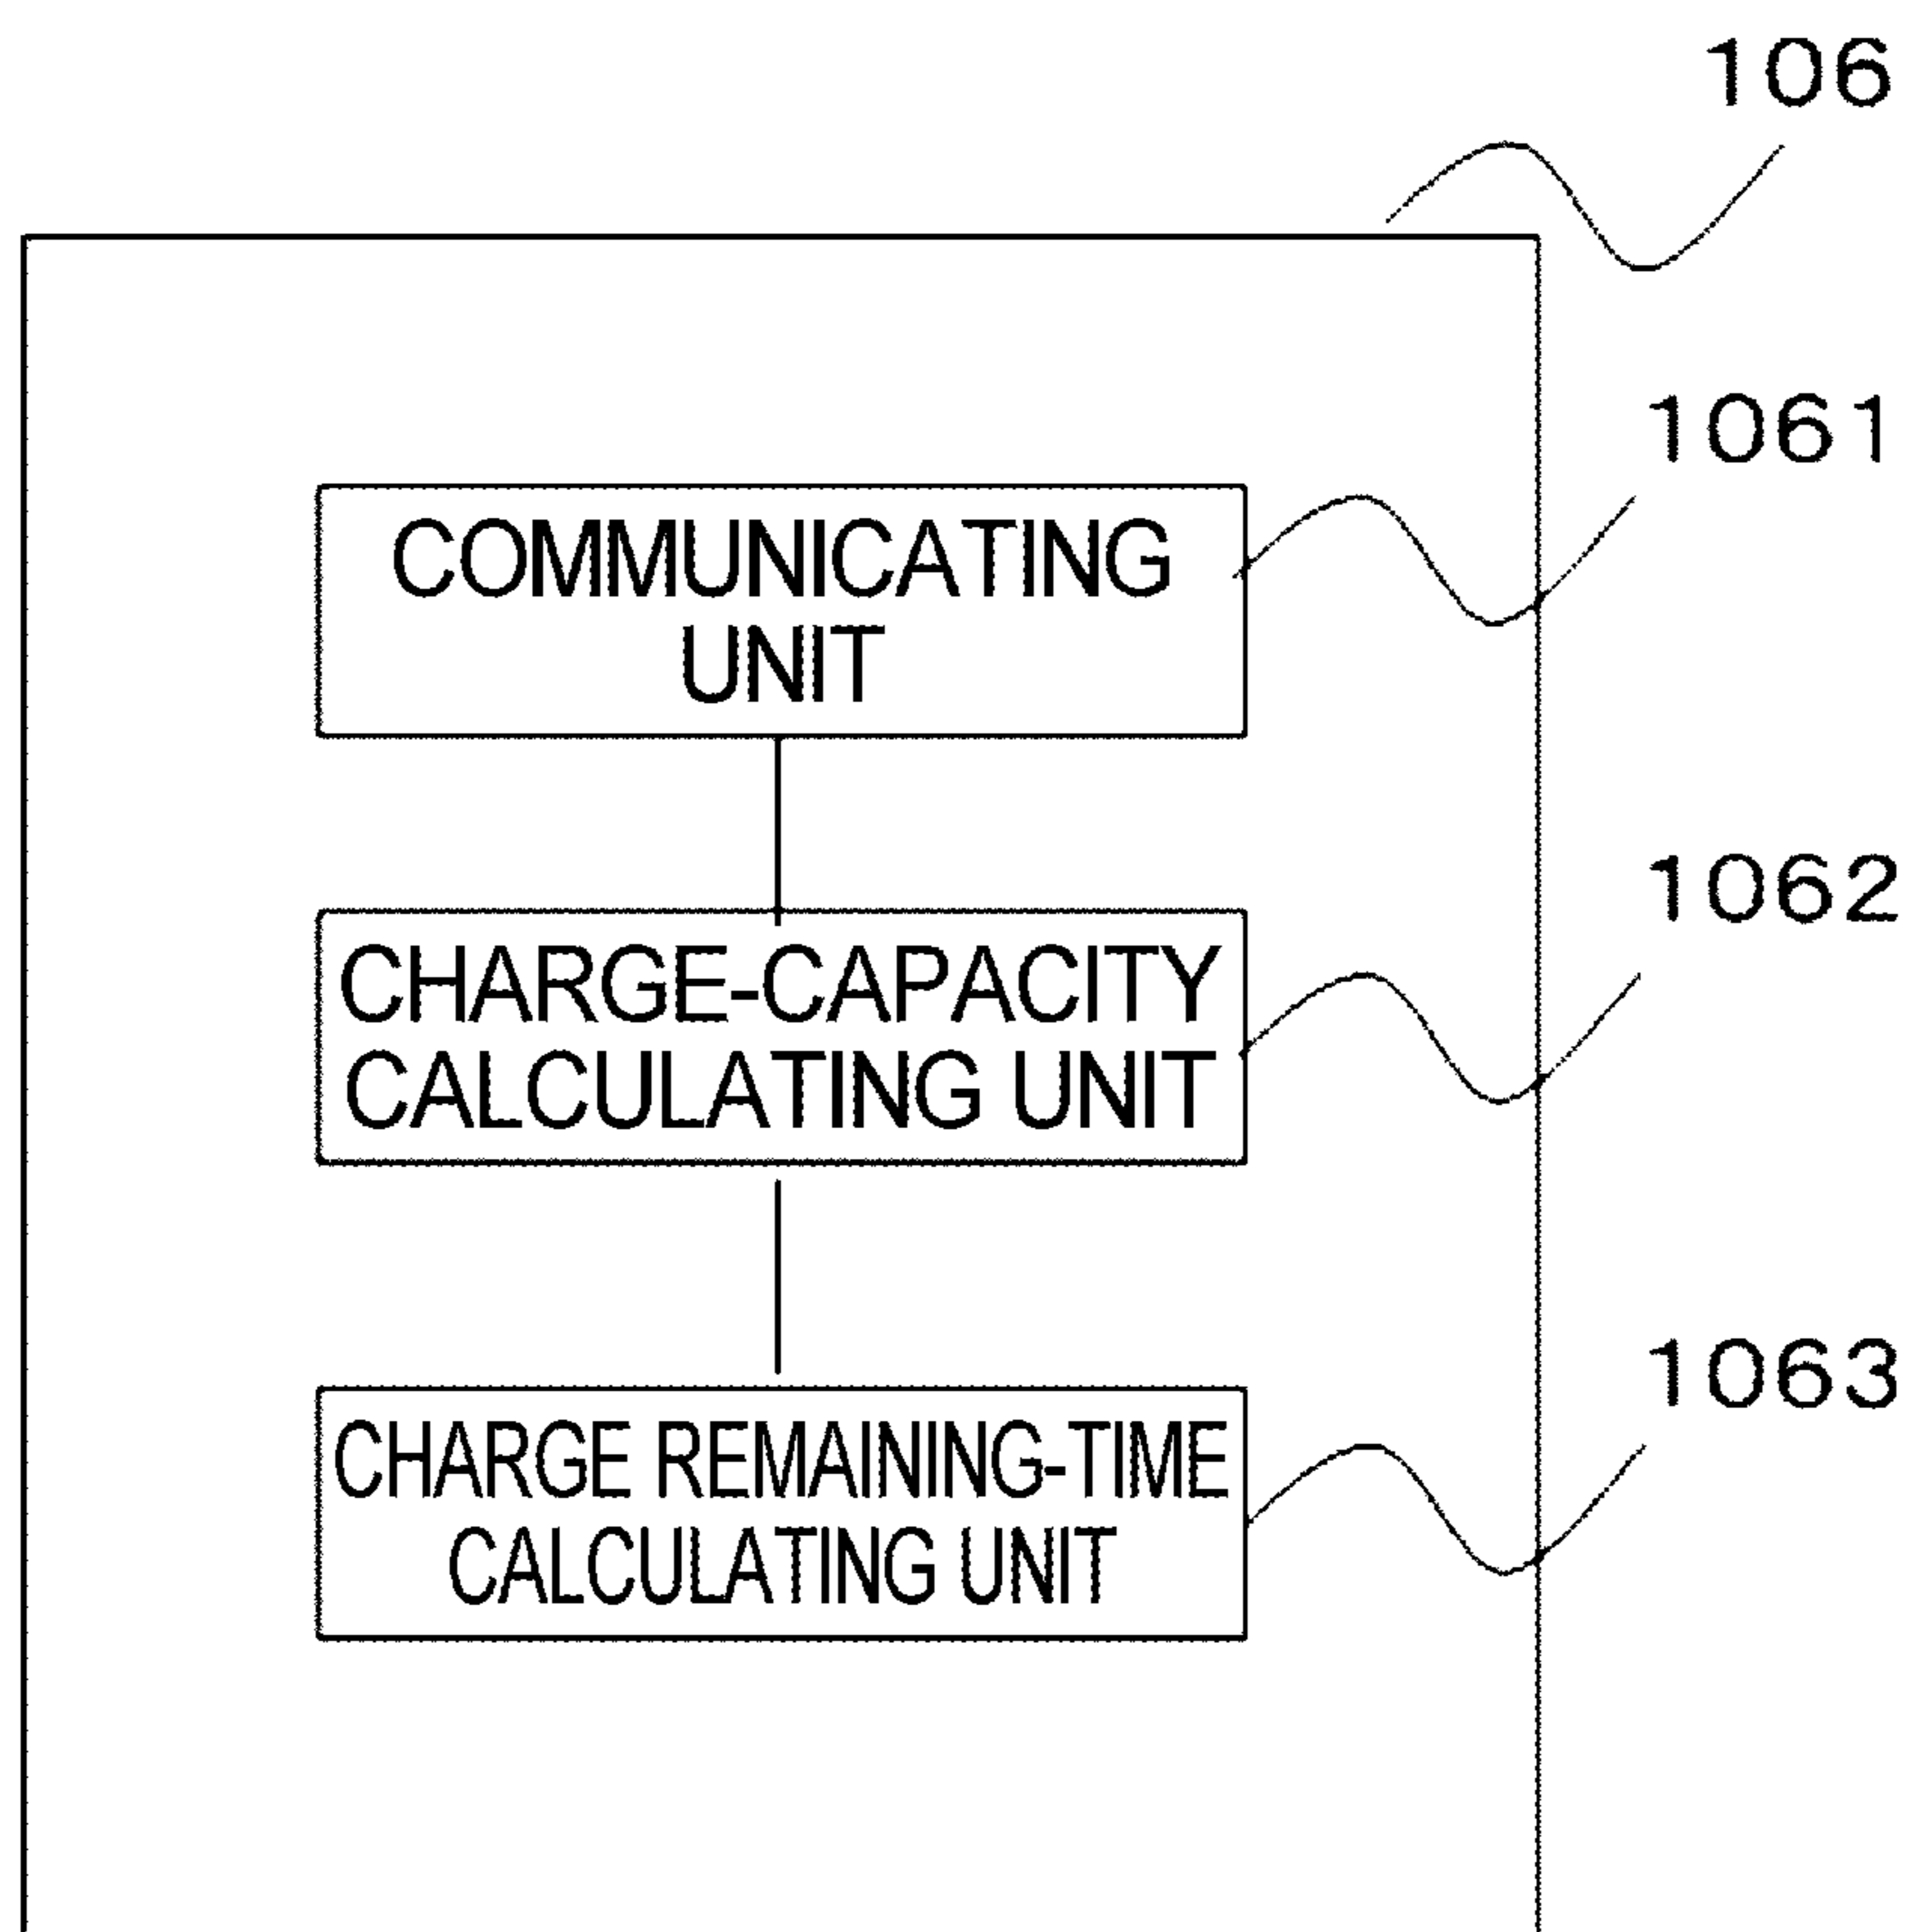 106
1061
COMMUNICATING
UNIT
1062
CHARGE-CAPACITY
CALCULATING UNIT
1063
CHARGE REMAINING-TIME
CALCULATING UNIT